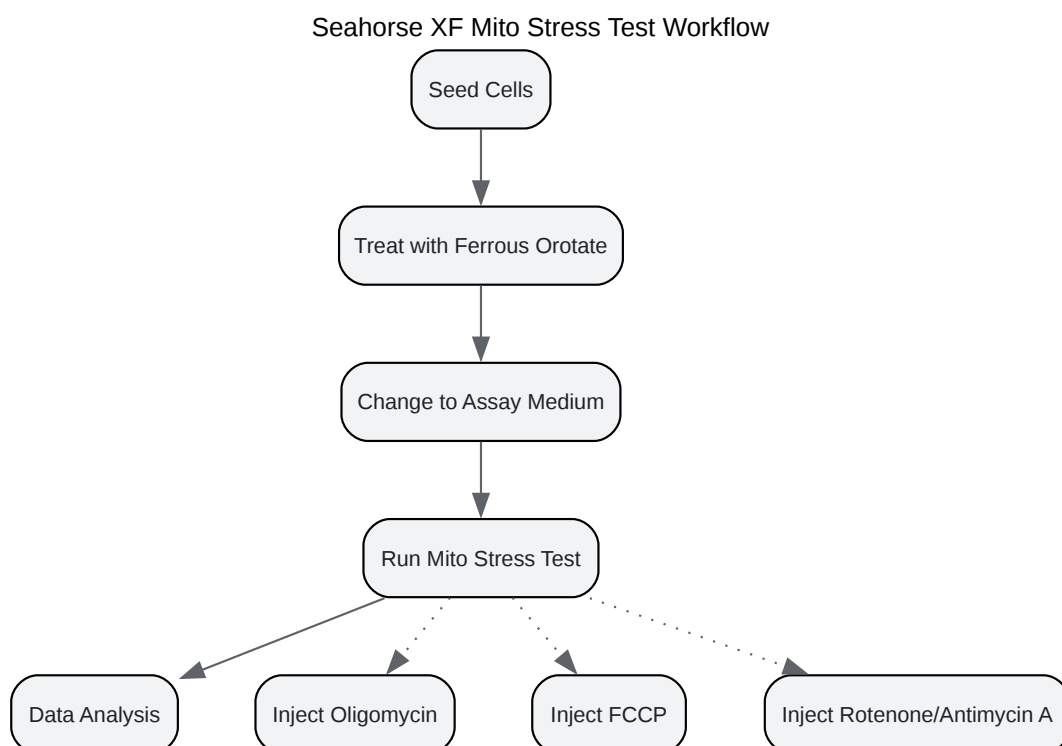 Seahorse XF Mito Stress Test Workflow
Seed Cells
Treat with Ferrous Orotate
Change to Assay Medium
Run Mito Stress Test
Data Analysis
Inject Oligomycin
Inject FCCP
Inject Rotenone/Antimycin A